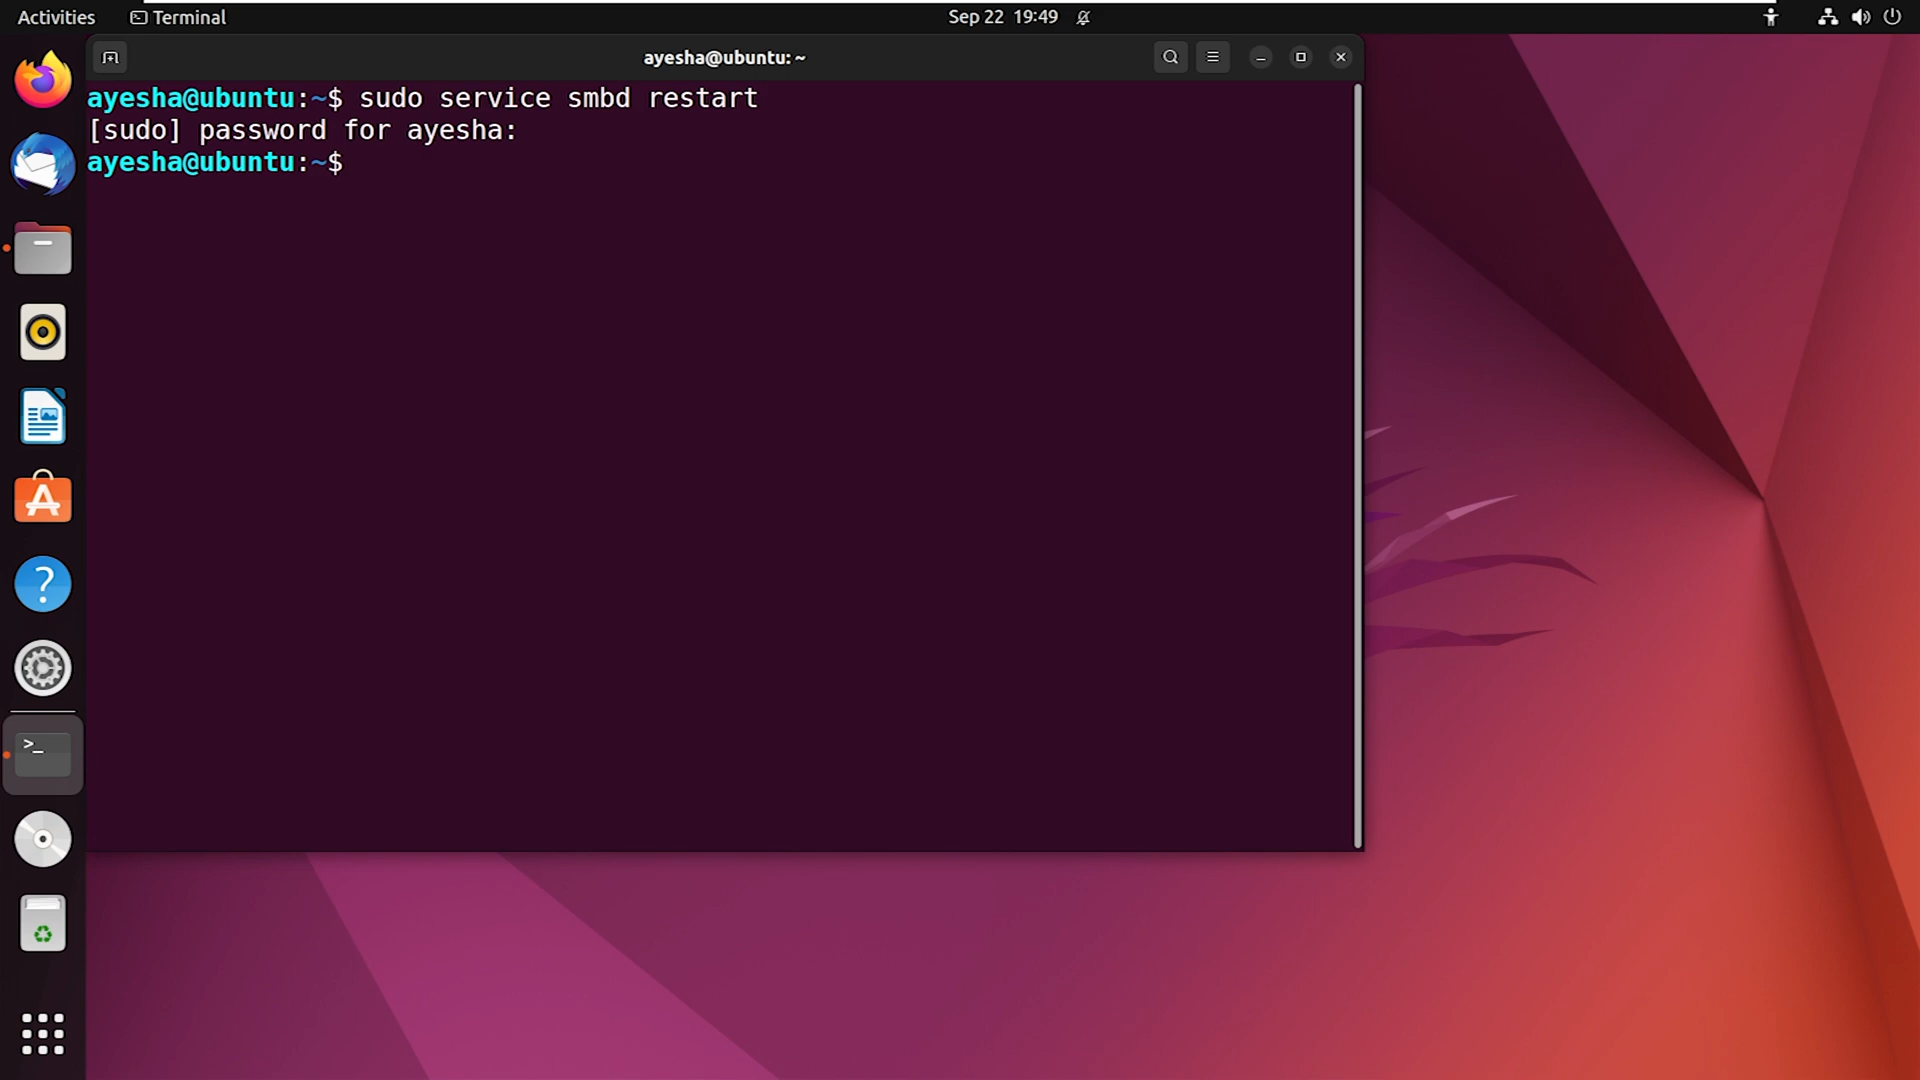 Activities Terminal Sep 22 19:49
ayesha@ubuntu: ~
ayesha@ubuntu:~$ sudo service smbd restart
[sudo] password for ayesha:
ayesha@ubuntu:~$